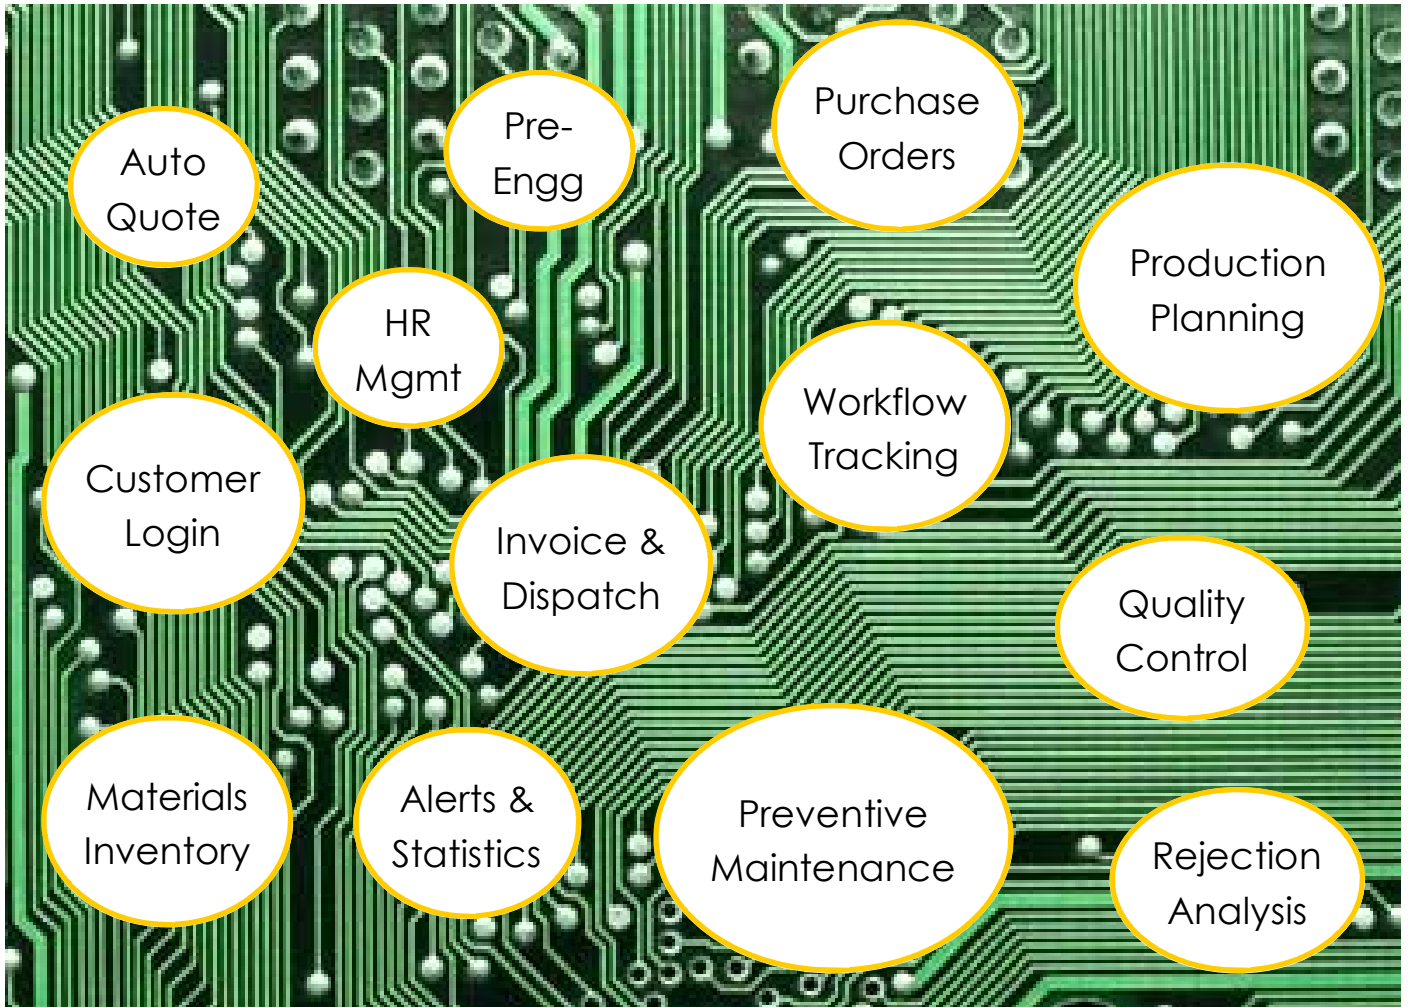 Auto
Quote
Pre-
Engg
Purchase
Orders
Production
Planning
HR
Mgmt
Workflow
Tracking
Customer
Login
Invoice &
Dispatch
Quality
Control
Materials
Inventory
Alerts &
Statistics
Preventive
Maintenance
Rejection
Analysis